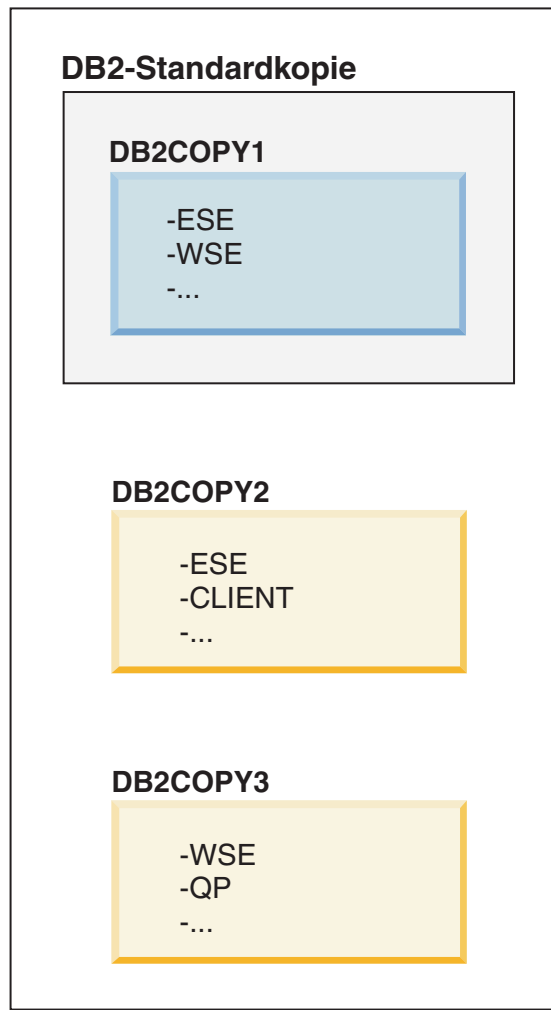 DB2-Standardkopie
DB2COPY1
-ESE
-WSE
-...
DB2COPY2
-ESE
-CLIENT
-...
DB2COPY3
-WSE
-QP
-...